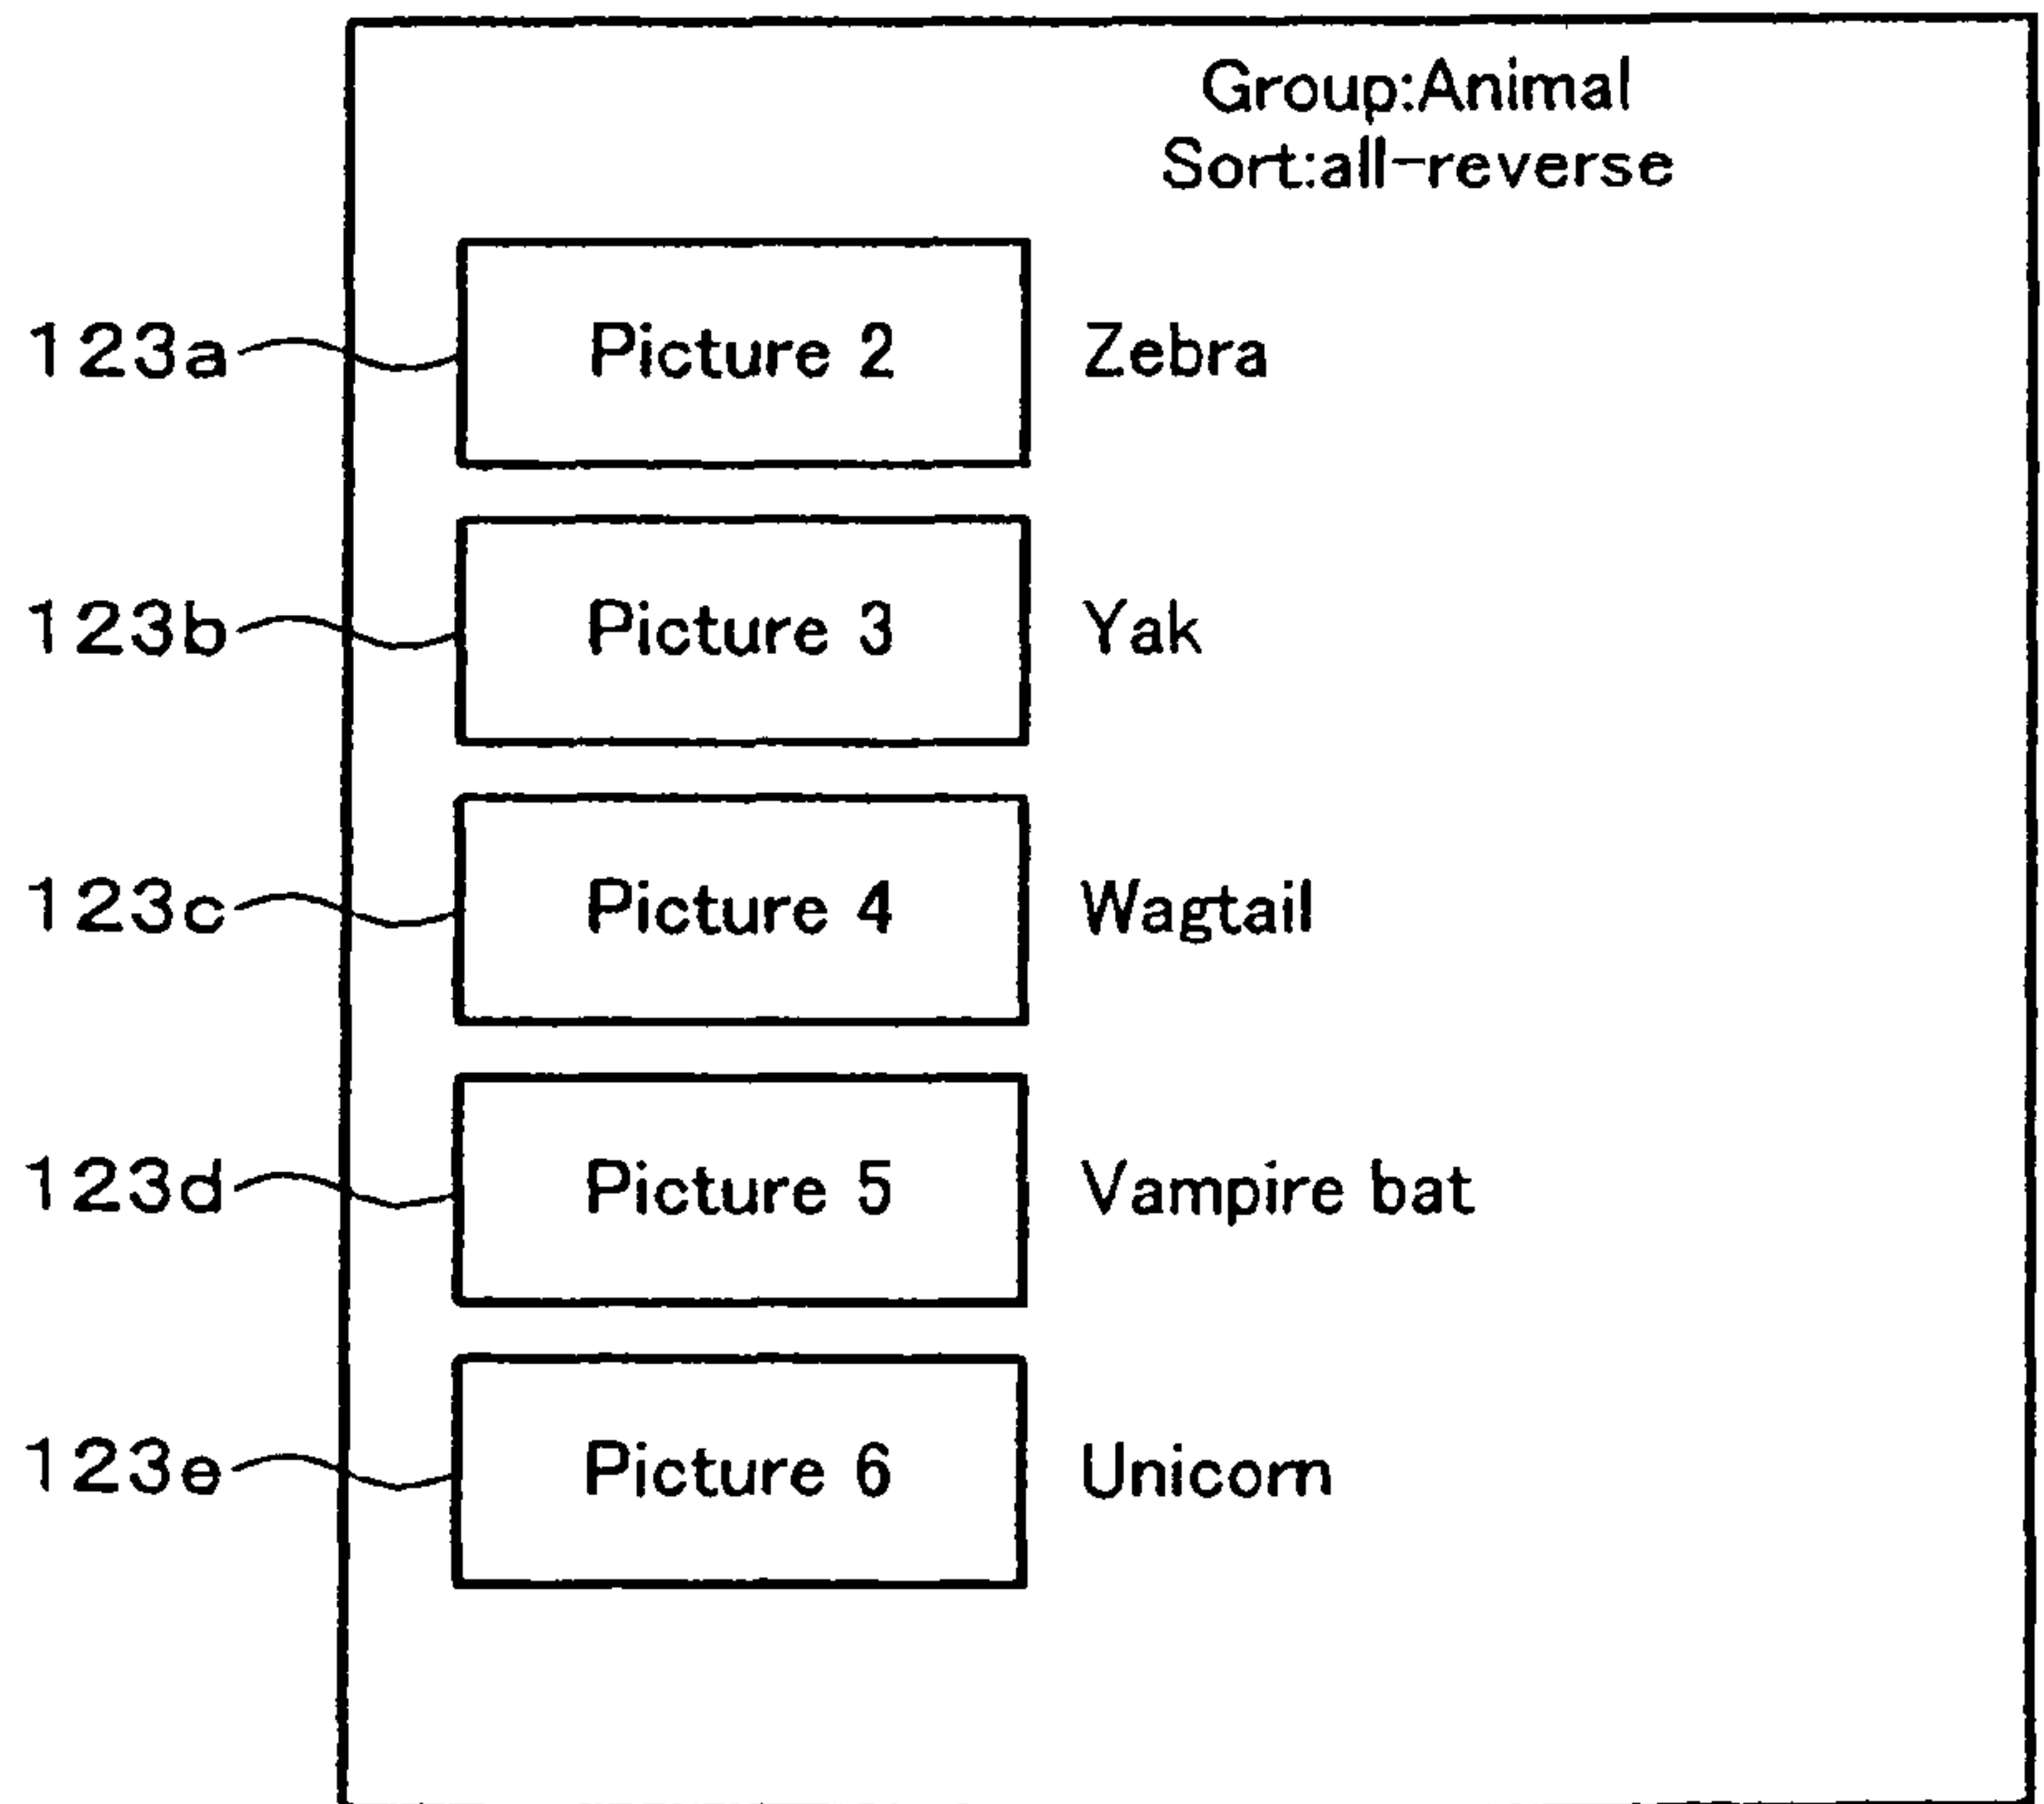 Group:Animal
Sort:all-reverse
123a Picture 2 Zebra
123b Picture 3 Yak
123c Picture 4 Wagtail
123d Picture 5 Vampire bat
123e Picture 6 Unicorn